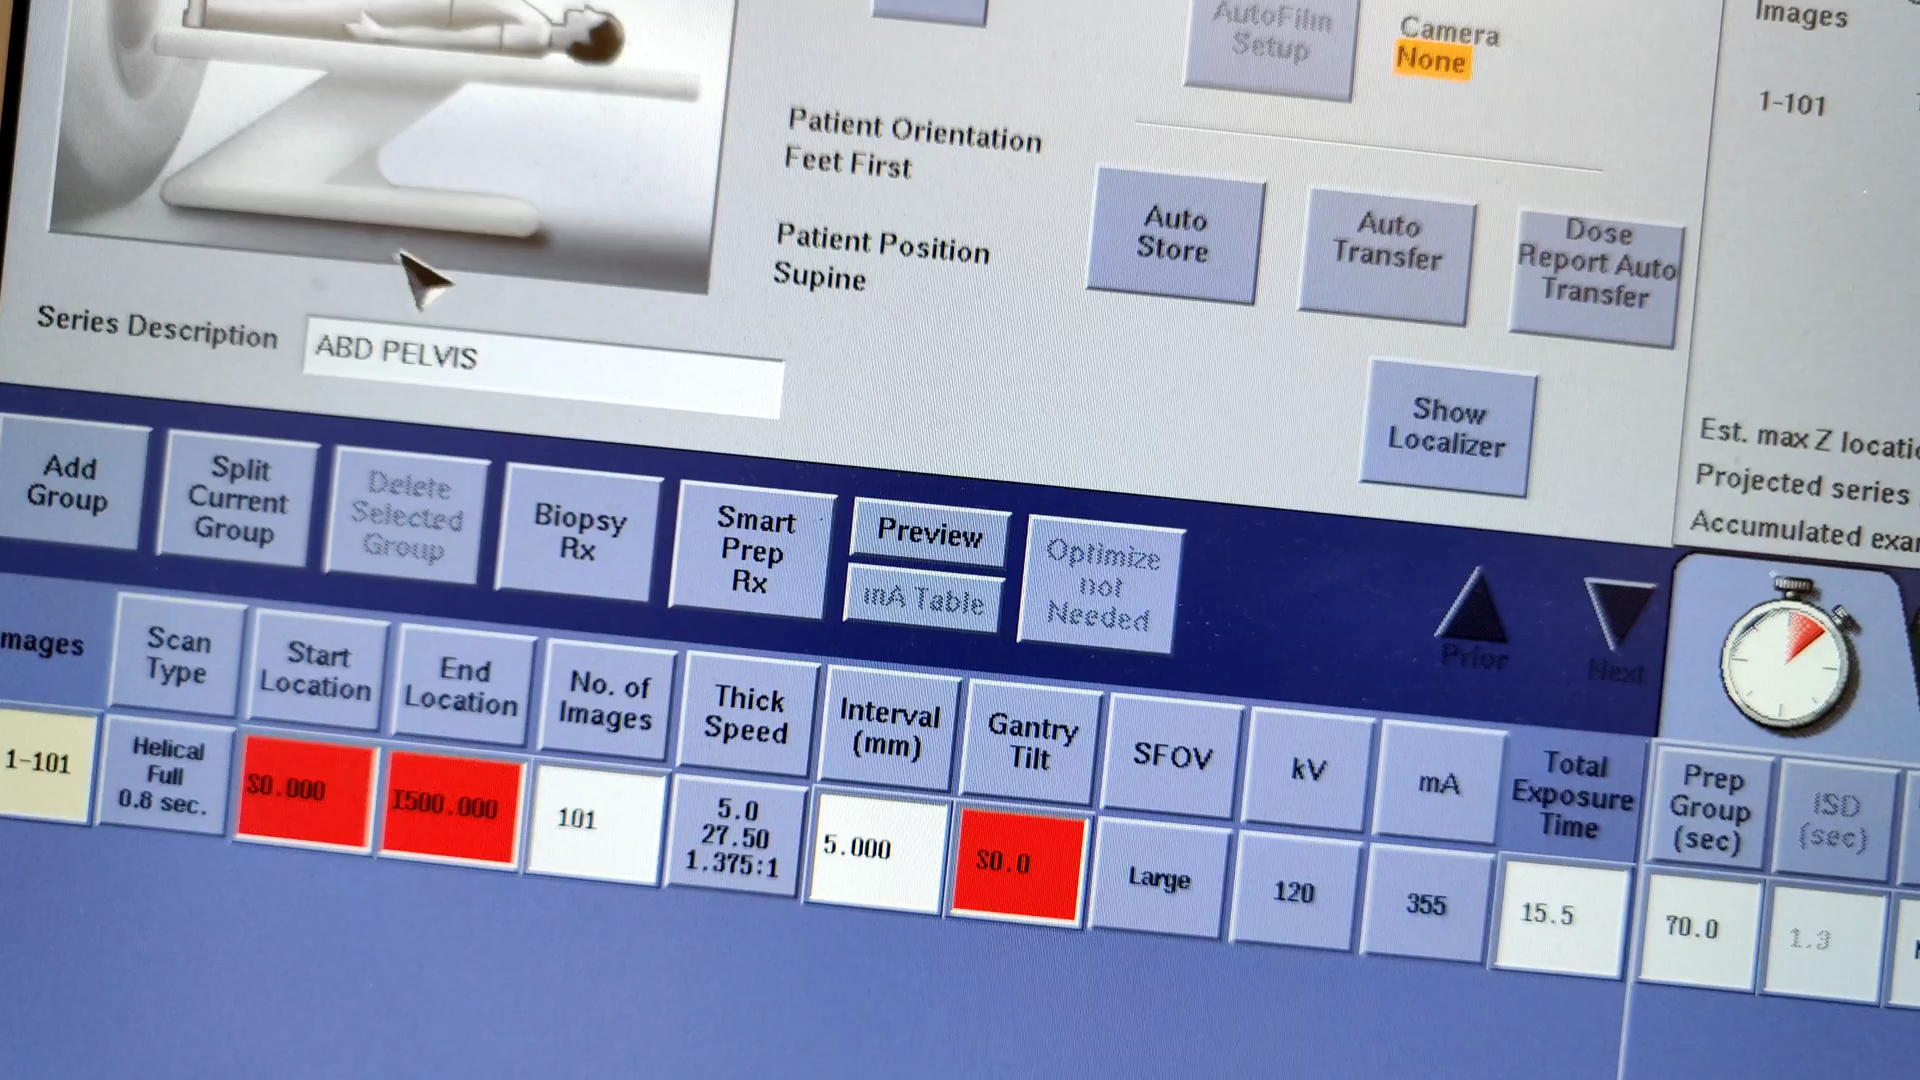 AutoFilm
Setup
Camera
None
Images
1-101
Patient Orientation
Feet First
Patient Position
Supine
Auto
Store
Auto
Transfer
Dose
Report Auto
Transfer
Series Description
ABD PELVIS
Show
Localizer
Est. max Z
Projected series
Accumulated
Add
Group
Split
Current
Group
Delete
Selected
Group
Biopsy
Rx
Smart
Prep
Rx
Preview
mA Table
Optimize
not
Needed
Prior
Next
mages
Scan
Type
Start
Location
End
Location
No. of
Images
Thick
Speed
Interval
(mm)
Gantry
Tilt
SFOV
kV
mA
Total
Exposure
Time
Prep
Group
(sec)
ISD
(sec)
1-101
Helical
Full
0.8 sec.
S0.000
I500.000
101
5.0
27.50
1.375:1
5.000
S0.0
Large
120
355
15.5
70.0
1.3